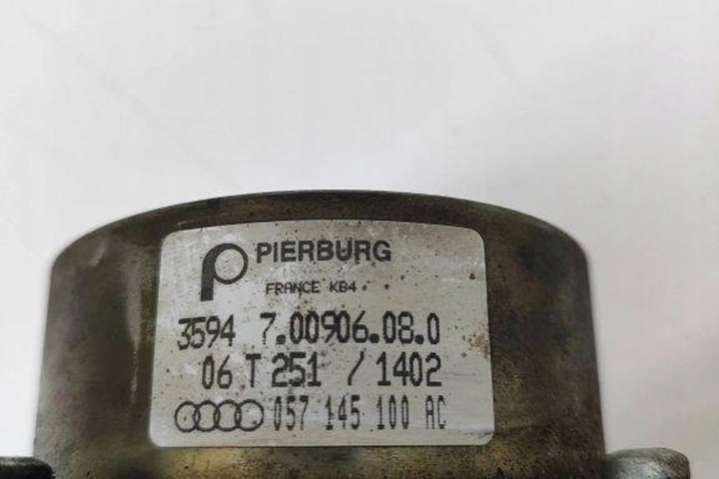 PIERBURG
FRANCE KB4
3594 7.00906.08.0
06 T 251 / 1402
057 145 100 AC